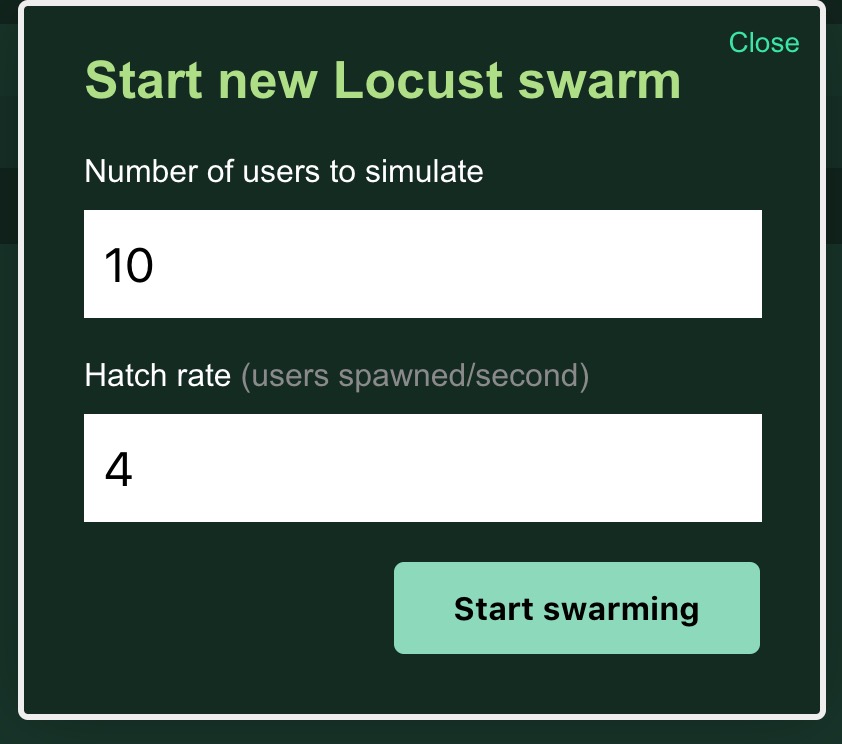 Close
Start new Locust swarm
Number of users to simulate
10
Hatch rate (users spawned/second)
4
Start swarming